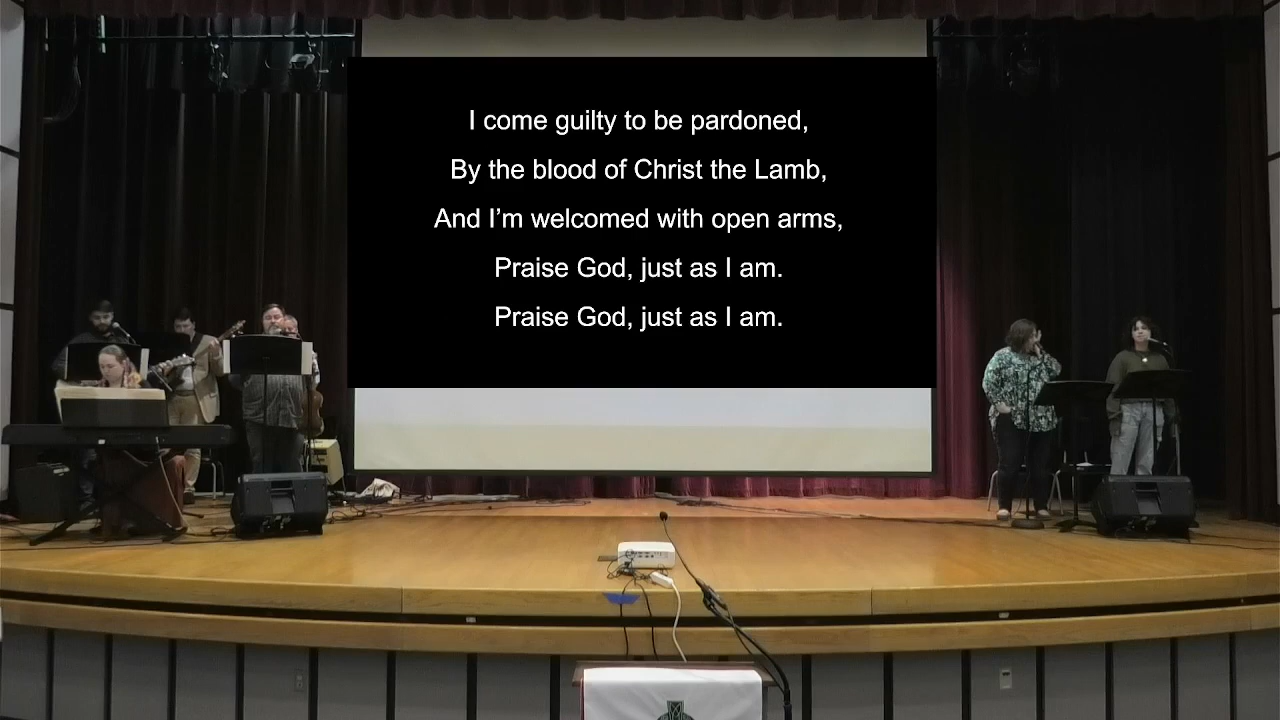 I come guilty to be pardoned,
By the blood of Christ the Lamb,
And I’m welcomed with open arms,
Praise God, just as I am.
Praise God, just as I am.